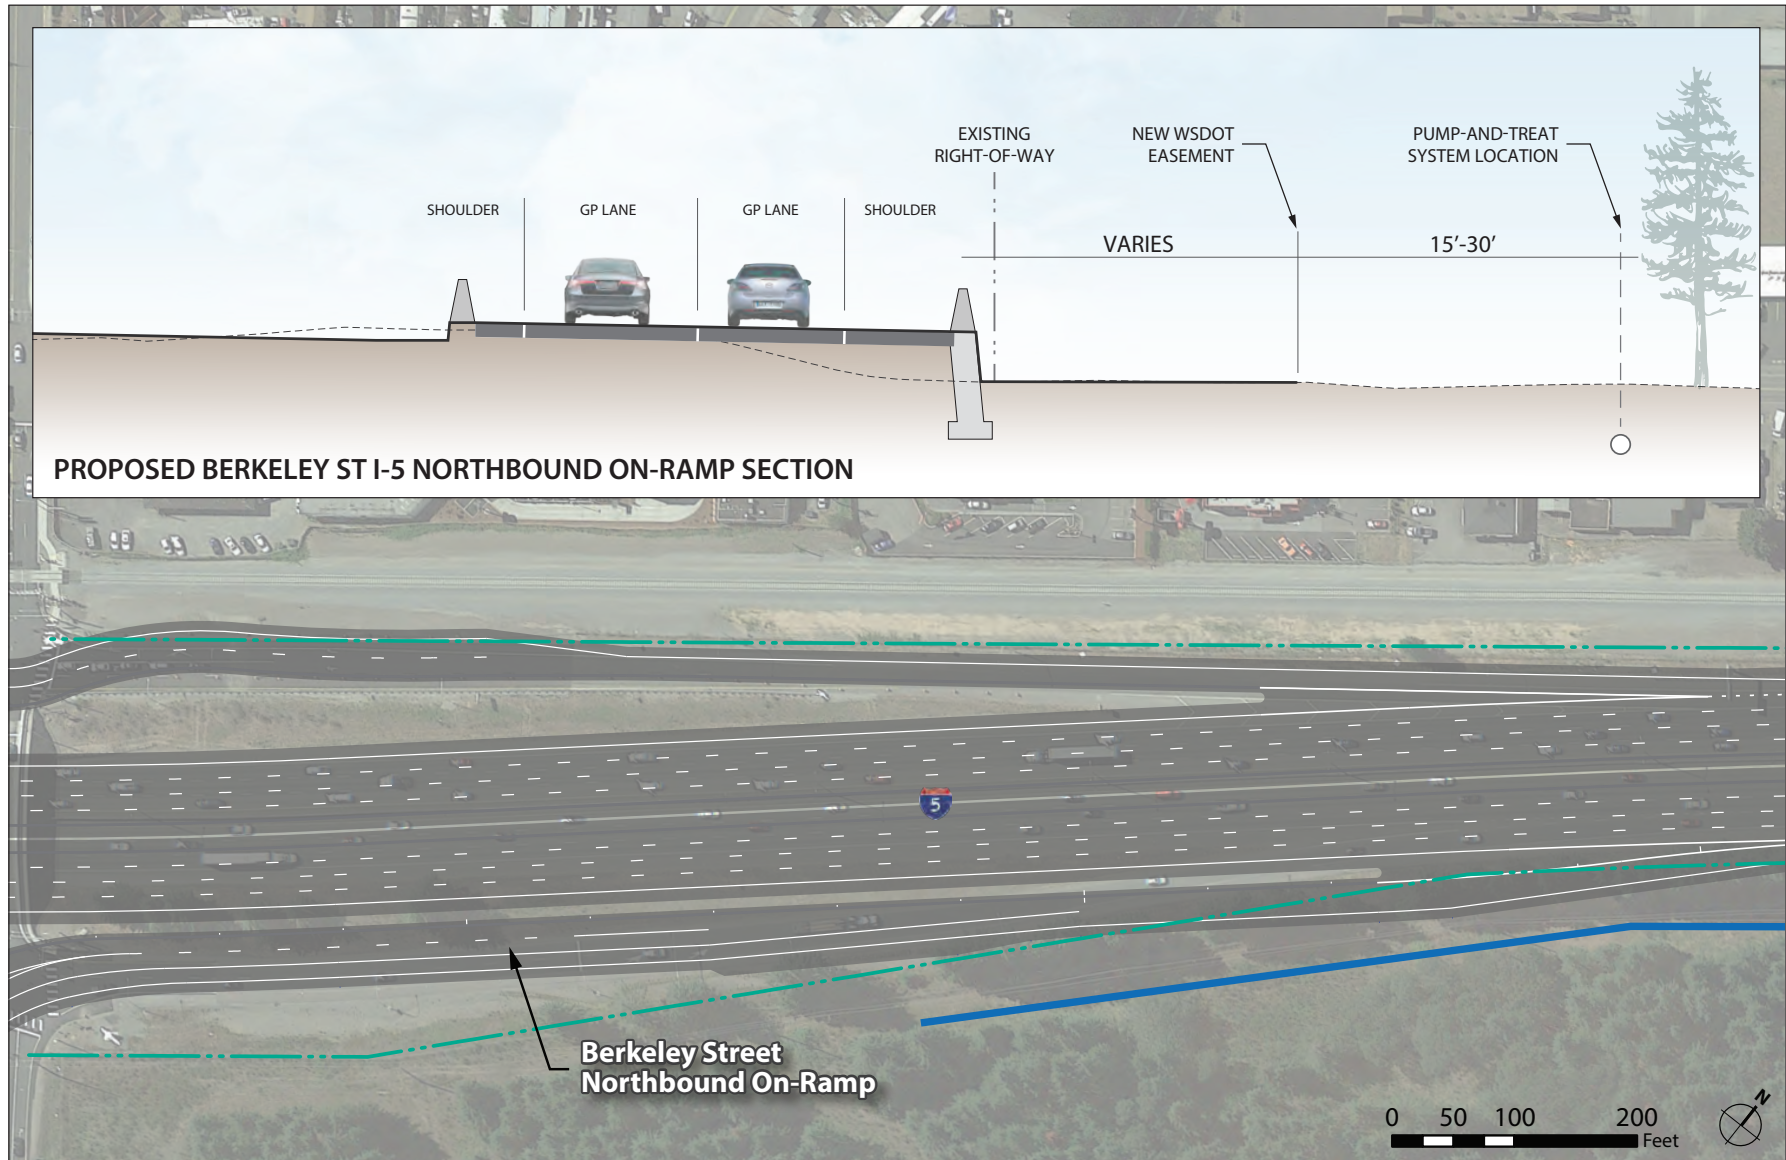 EXISTING
RIGHT-OF-WAY
NEW WSDOT
EASEMENT
PUMP-AND-TREAT
SYSTEM LOCATION
SHOULDER
GP LANE
GP LANE
SHOULDER
VARIES
15'-30'
PROPOSED BERKELEY ST I-5 NORTHBOUND ON-RAMP SECTION
5
Berkeley Street
Northbound On-Ramp
0 50 100 200
Feet
N